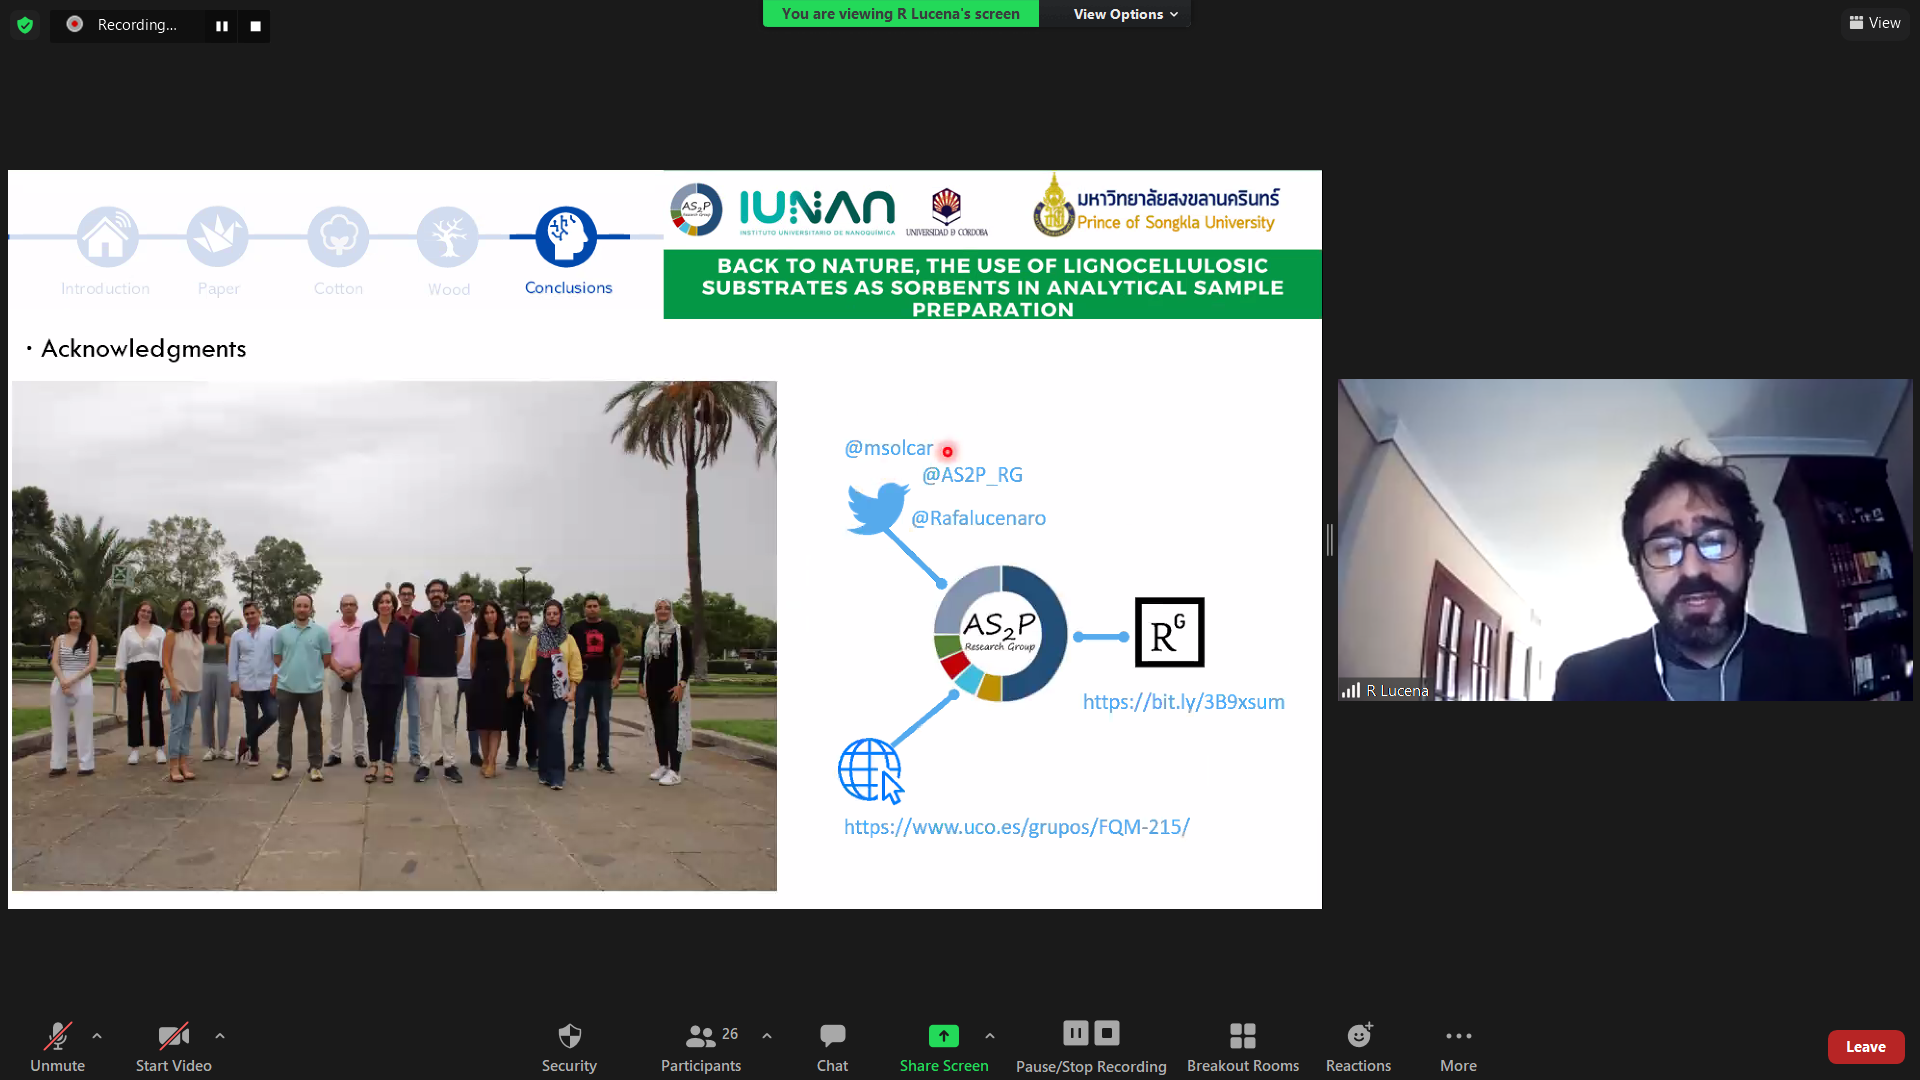 Recording...
You are viewing R Lucena's screen
View Options
View
Introduction
Paper
Cotton
Wood
Conclusions
AS2P
Research Group
IUNAN
INSTITUTO UNIVERSITARIO DE NANOQUÍMICA
UNIVERSIDAD Ð CORDOBA
มหาวิทยาลัยสงขลานครินทร์
Prince of Songkla University
BACK TO NATURE, THE USE OF LIGNOCELLULOSIC
SUBSTRATES AS SORBENTS IN ANALYTICAL SAMPLE
PREPARATION
· Acknowledgments
@msolcar
@AS2P_RG
@Rafalucenaro
AS2P
Research Group
RG
https://bit.ly/3B9xsum
https://www.uco.es/grupos/FQM-215/
R Lucena
Unmute
Start Video
Security
26
Participants
Chat
Share Screen
Pause/Stop Recording
Breakout Rooms
Reactions
More
Leave